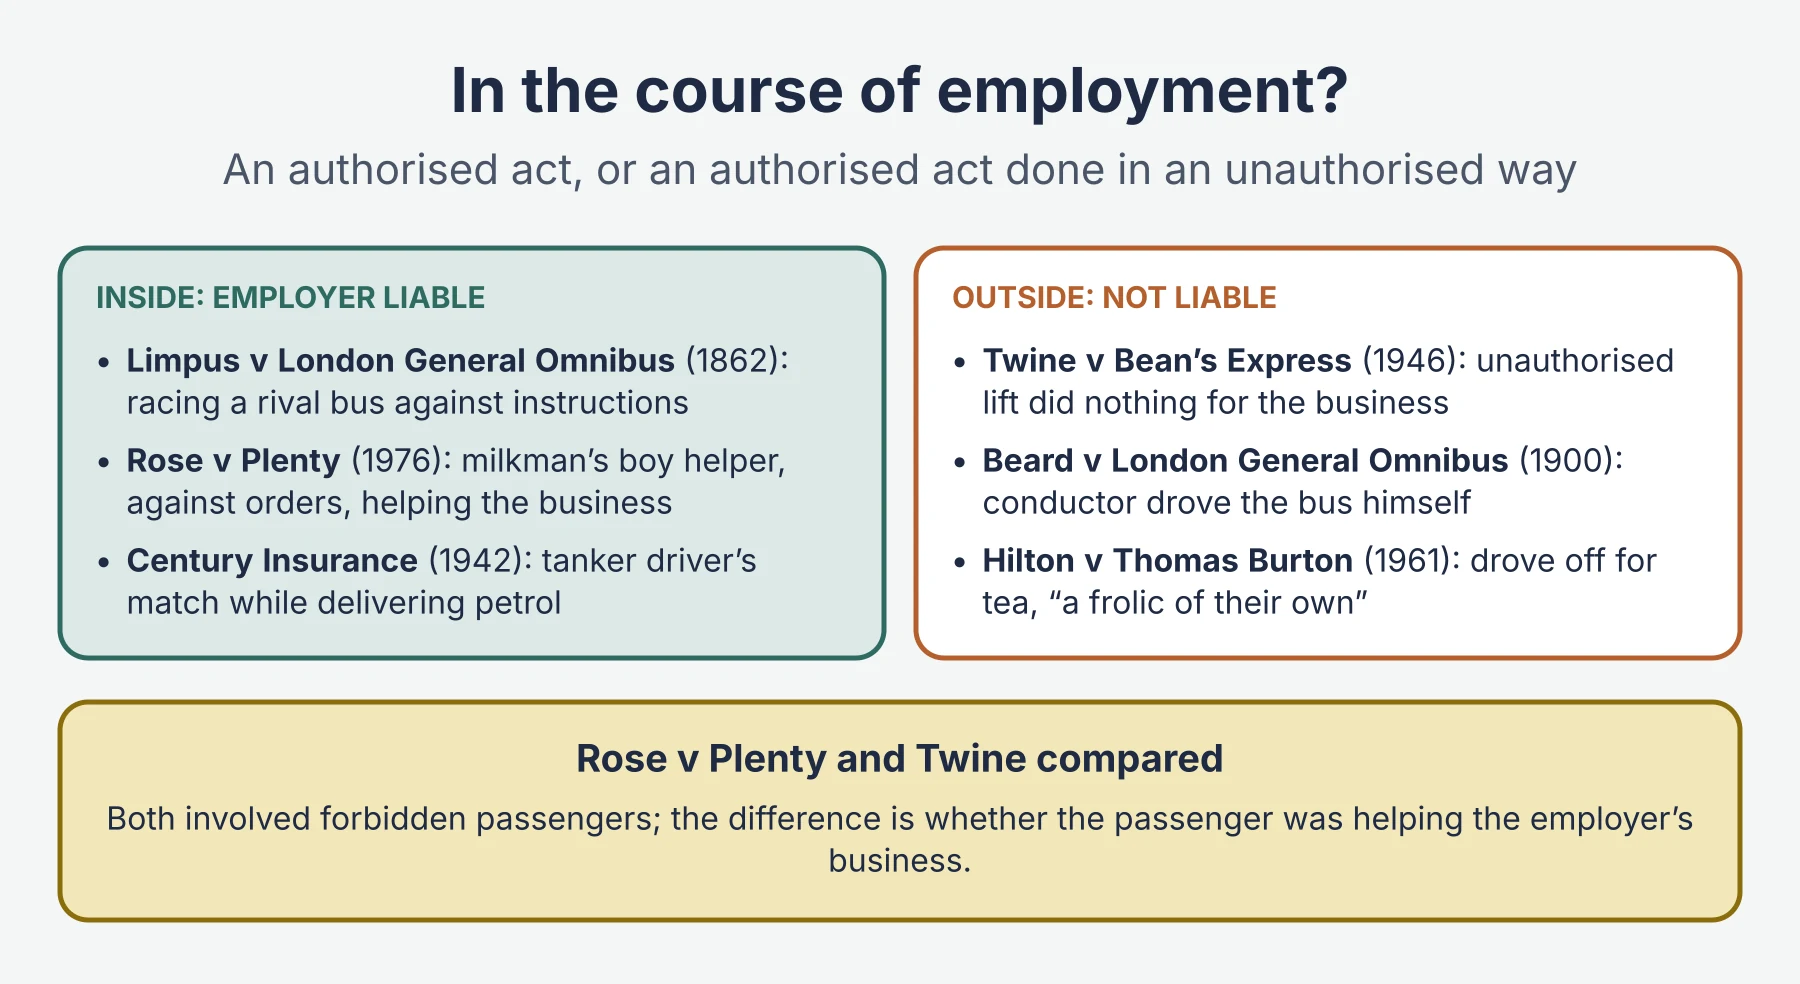 In the course of employment?
An authorised act, or an authorised act done in an unauthorised way
INSIDE: EMPLOYER LIABLE
• Limpus v London General Omnibus (1862):
racing a rival bus against instructions
• Rose v Plenty (1976): milkman’s boy helper,
against orders, helping the business
• Century Insurance (1942): tanker driver’s
match while delivering petrol
OUTSIDE: NOT LIABLE
• Twine v Bean’s Express (1946): unauthorised
lift did nothing for the business
• Beard v London General Omnibus (1900):
conductor drove the bus himself
• Hilton v Thomas Burton (1961): drove off for
tea, “a frolic of their own”
Rose v Plenty and Twine compared
Both involved forbidden passengers; the difference is whether the passenger was helping the employer’s
business.